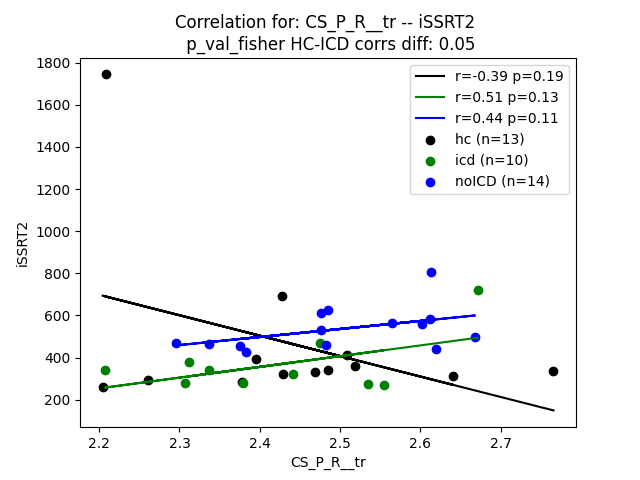 Correlation for: CS_P_R__tr -- iSSRT2
p_val_fisher HC-ICD corrs diff: 0.05
1800
1600
1400
1200
1000
800
600
400
200
iSSRT2
r=-0.39 p=0.19
r=0.51 p=0.13
r=0.44 p=0.11
hc (n=13)
icd (n=10)
noICD (n=14)
2.2 2.3 2.4 2.5 2.6 2.7
CS_P_R__tr